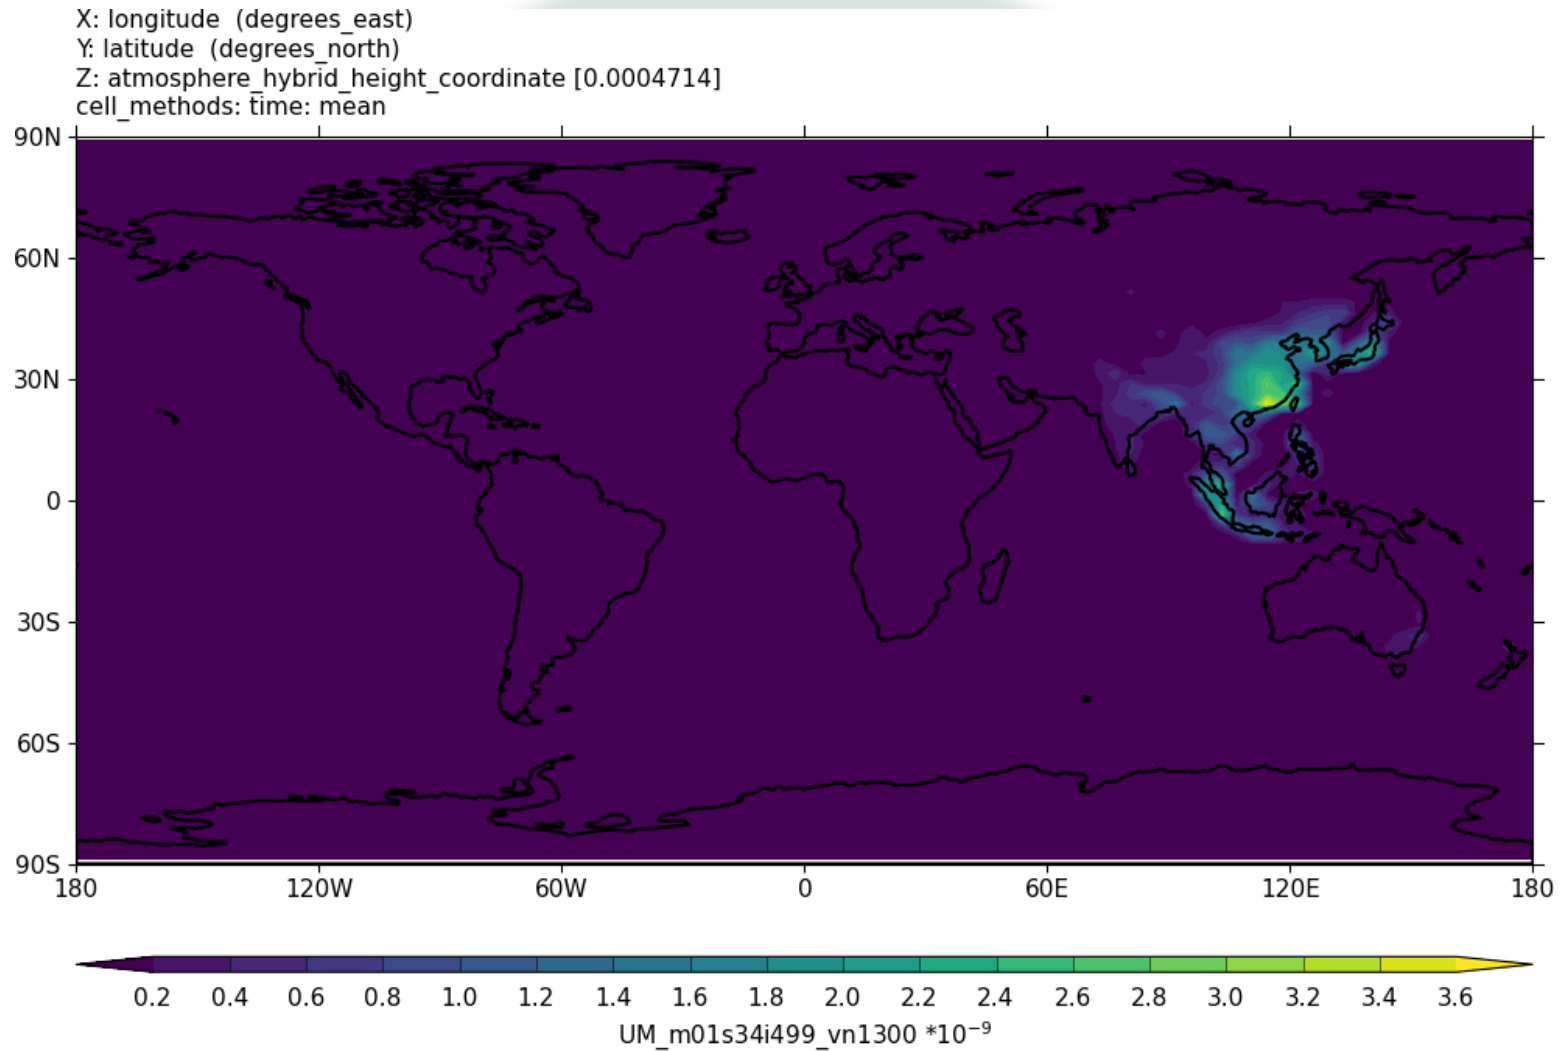 X: longitude  (degrees_east)
Y: latitude  (degrees_north)
Z: atmosphere_hybrid_height_coordinate [0.0004714]
cell_methods: time: mean
90N
60N
30N
0
30S
60S
90S
180 120W 60W 0 60E 120E 180
0.2 0.4 0.6 0.8 1.0 1.2 1.4 1.6 1.8 2.0 2.2 2.4 2.6 2.8 3.0 3.2 3.4 3.6
UM_m01s34i499_vn1300 *10⁻⁹